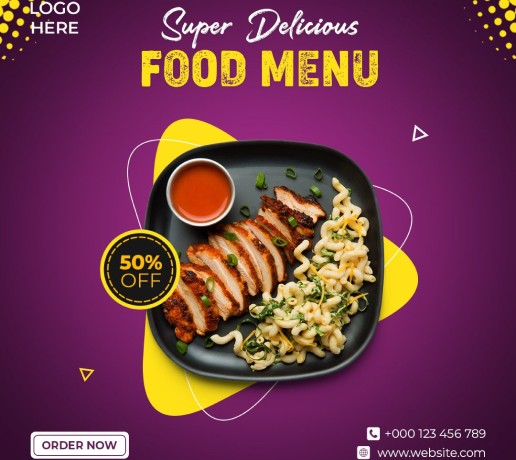 LOGO
HERE
Super Delicious
FOOD MENU
50%
OFF
ORDER NOW
+000 123 456 789
www.website.com